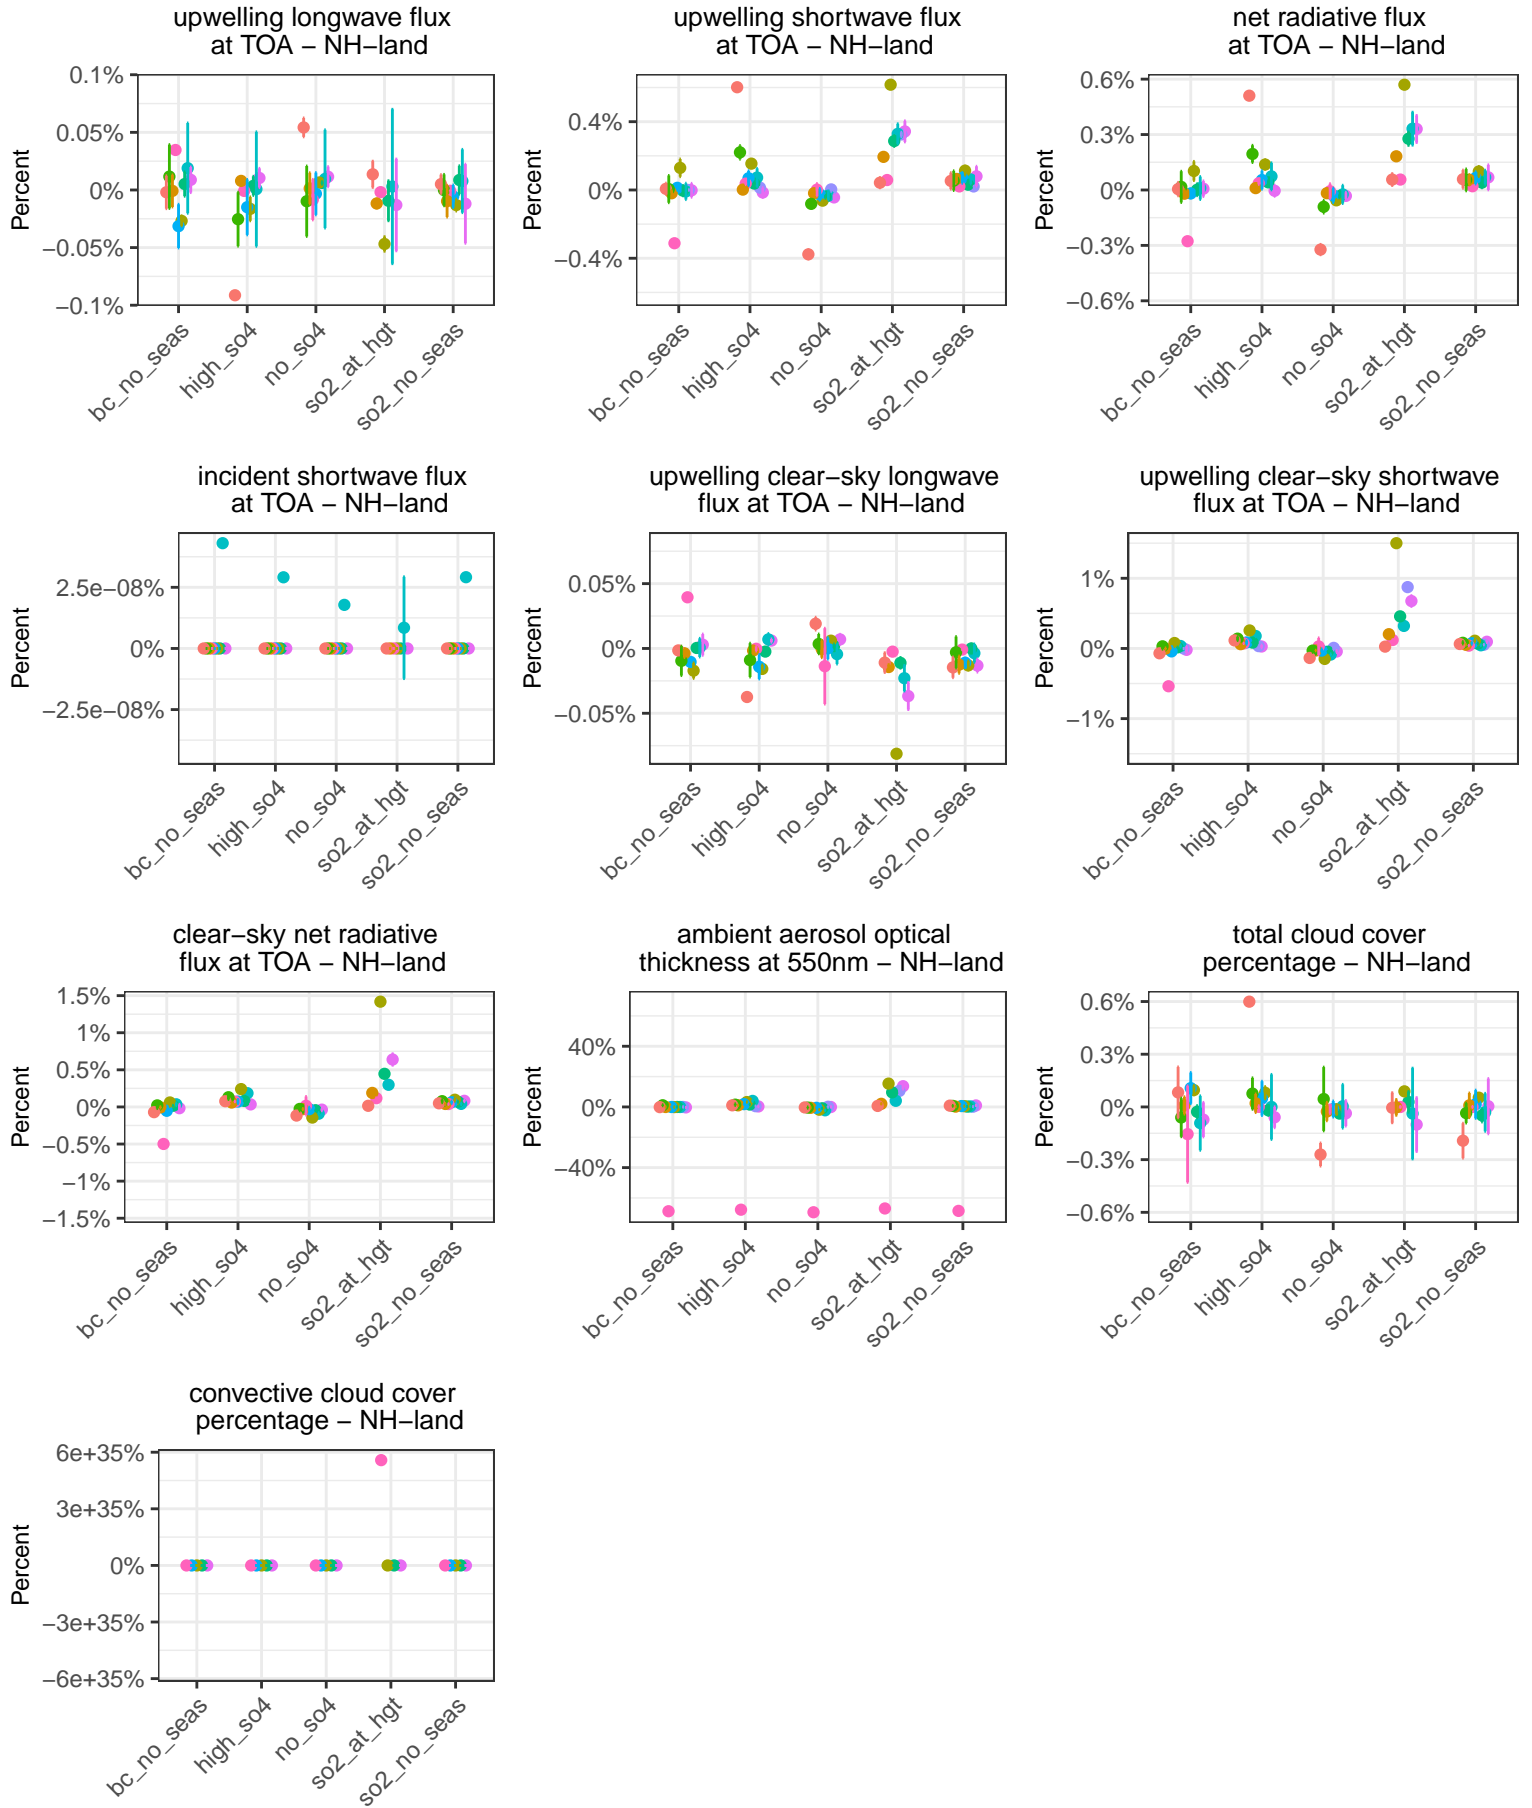 upwelling longwave flux
at TOA − NH−land
Percent
0.1%
0.05%
0%
−0.05%
−0.1%
bc_no_seas
high_so4
no_so4
so2_at_hgt
so2_no_seas
upwelling shortwave flux
at TOA − NH−land
Percent
0.4%
0%
−0.4%
bc_no_seas
high_so4
no_so4
so2_at_hgt
so2_no_seas
net radiative flux
at TOA − NH−land
Percent
0.6%
0.3%
0%
−0.3%
−0.6%
bc_no_seas
high_so4
no_so4
so2_at_hgt
so2_no_seas
incident shortwave flux
at TOA − NH−land
Percent
2.5e−08%
0%
−2.5e−08%
bc_no_seas
high_so4
no_so4
so2_at_hgt
so2_no_seas
upwelling clear−sky longwave
flux at TOA − NH−land
Percent
0.05%
0%
−0.05%
bc_no_seas
high_so4
no_so4
so2_at_hgt
so2_no_seas
upwelling clear−sky shortwave
flux at TOA − NH−land
Percent
1%
0%
−1%
bc_no_seas
high_so4
no_so4
so2_at_hgt
so2_no_seas
clear−sky net radiative
flux at TOA − NH−land
Percent
1.5%
1%
0.5%
0%
−0.5%
−1%
−1.5%
bc_no_seas
high_so4
no_so4
so2_at_hgt
so2_no_seas
ambient aerosol optical
thickness at 550nm − NH−land
Percent
40%
0%
−40%
bc_no_seas
high_so4
no_so4
so2_at_hgt
so2_no_seas
total cloud cover
percentage − NH−land
Percent
0.6%
0.3%
0%
−0.3%
−0.6%
bc_no_seas
high_so4
no_so4
so2_at_hgt
so2_no_seas
convective cloud cover
percentage − NH−land
Percent
6e+35%
3e+35%
0%
−3e+35%
−6e+35%
bc_no_seas
high_so4
no_so4
so2_at_hgt
so2_no_seas